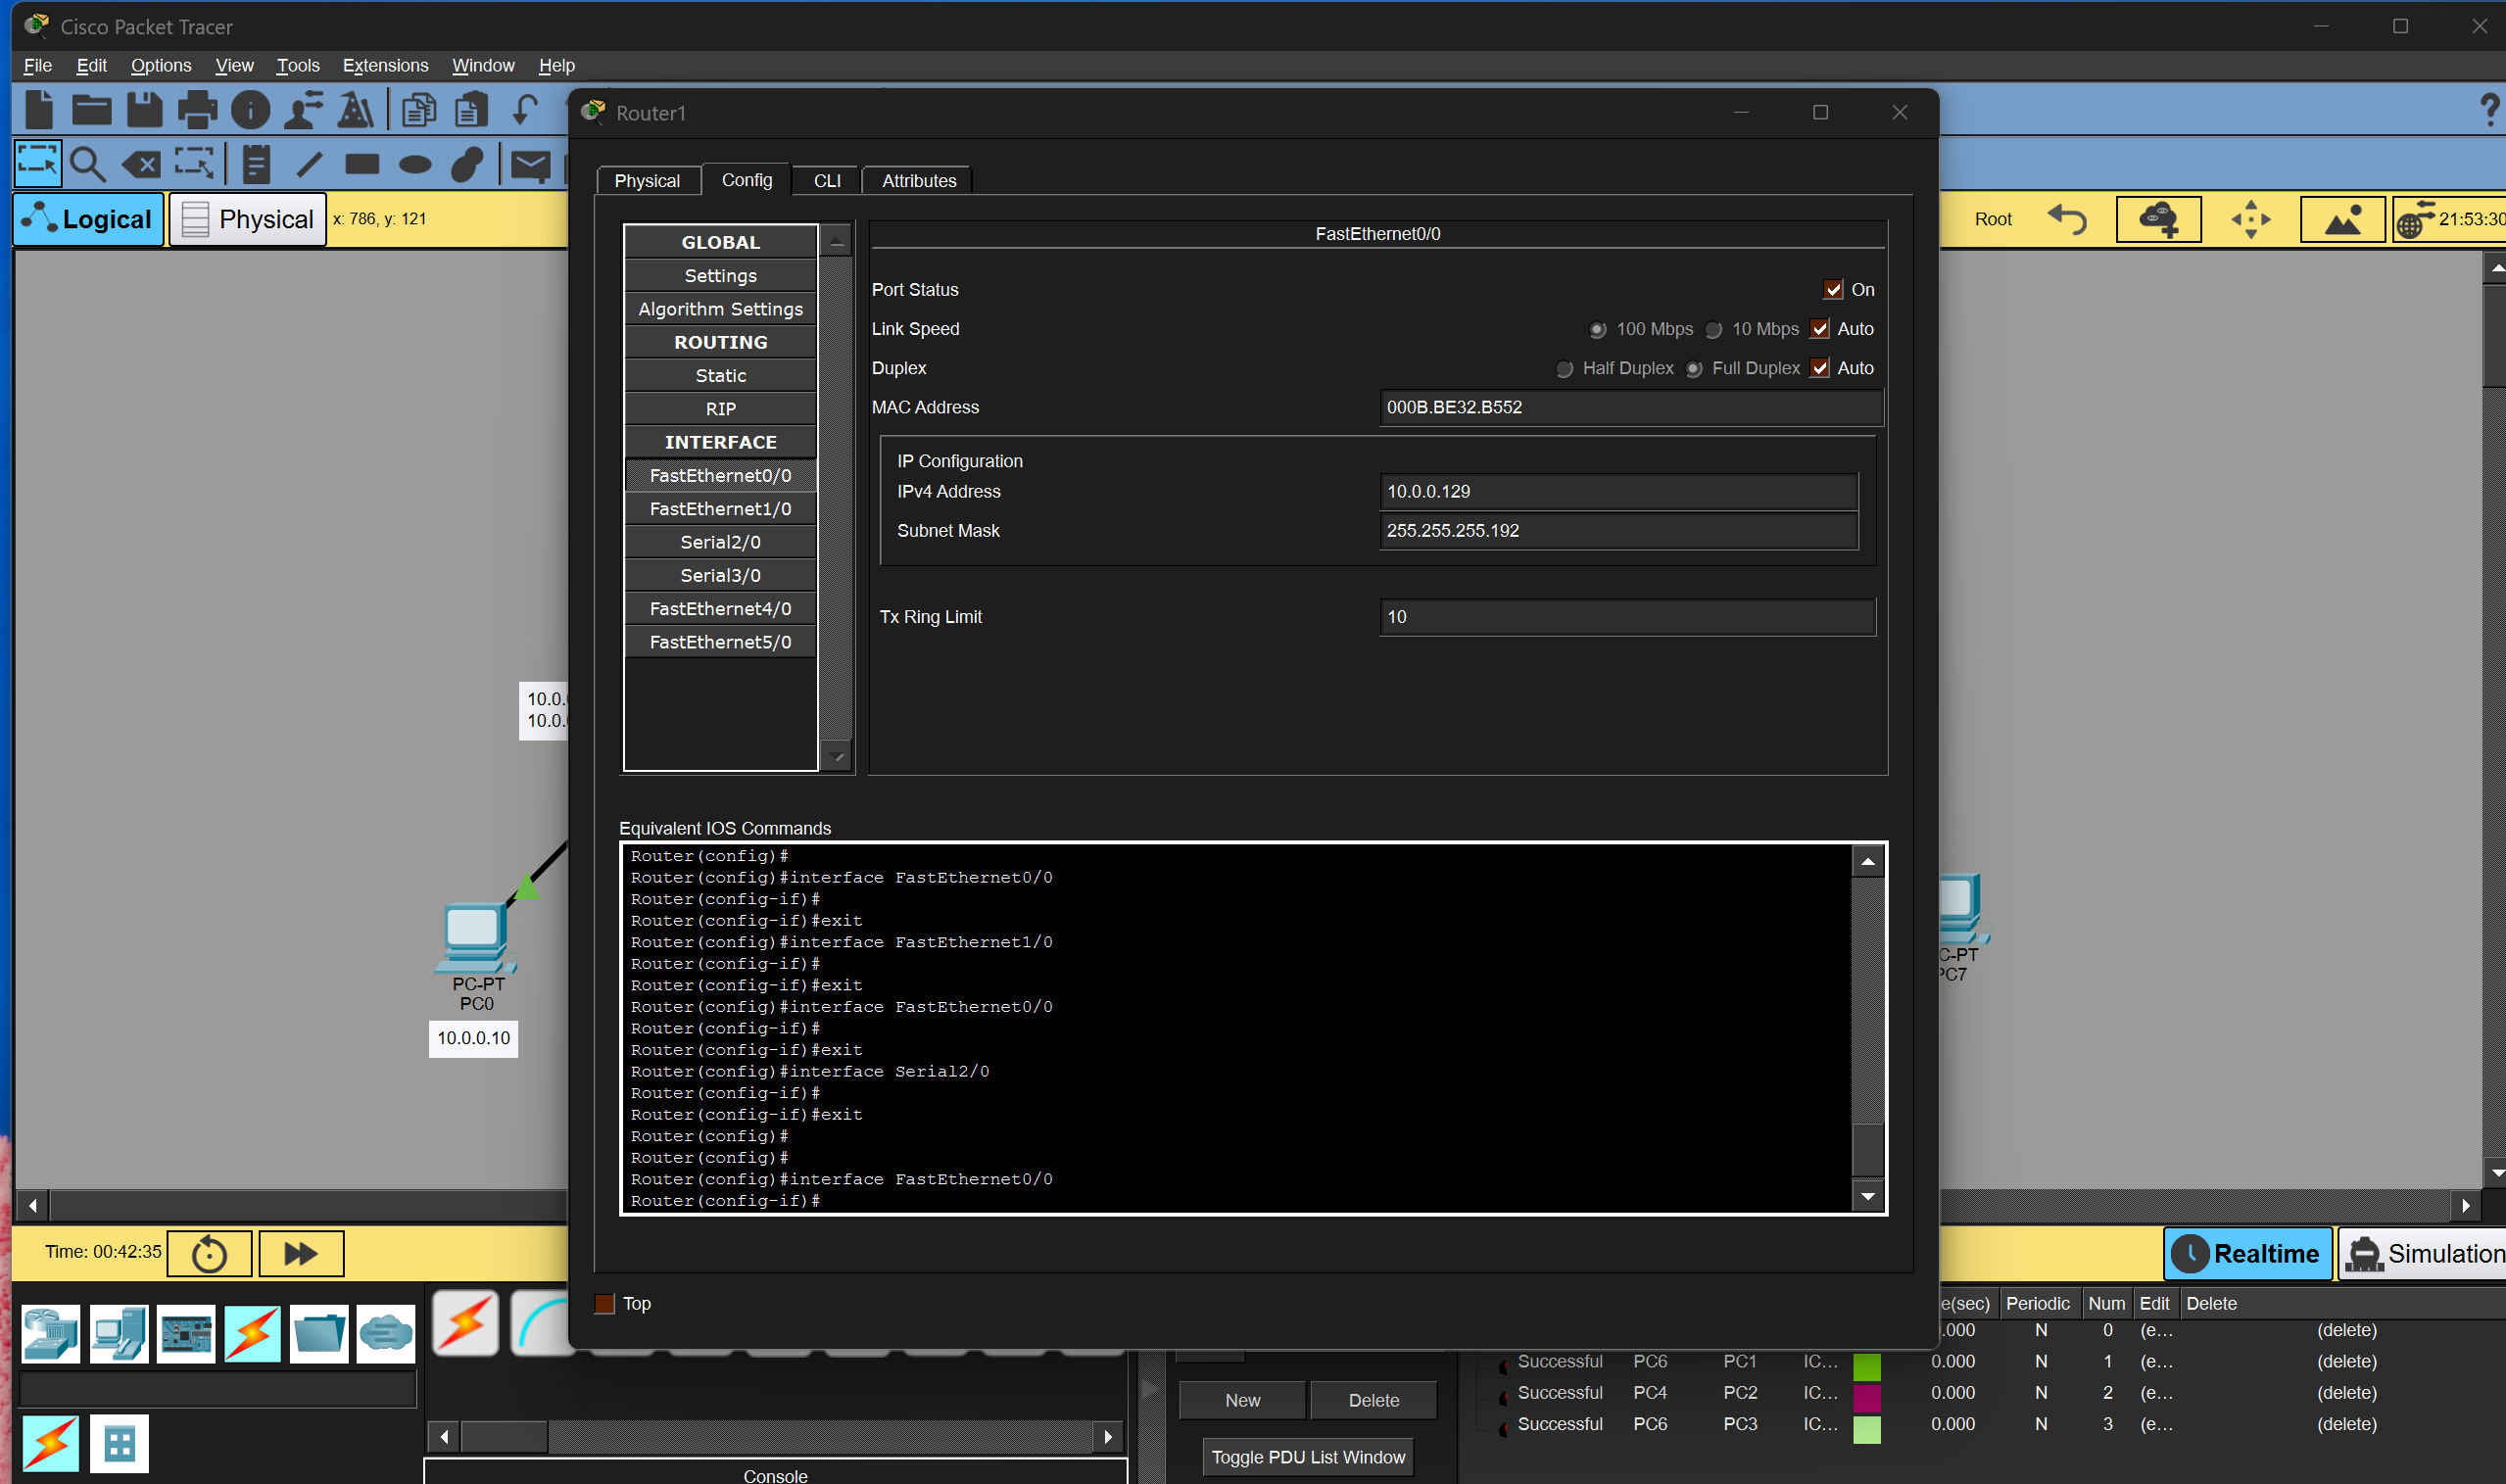 Cisco Packet Tracer
File Edit Options View Tools Extensions Window Help
Router1
Physical Config CLI Attributes
Logical Physical x: 786, y: 121
Root 21:53:30
GLOBAL
Settings
Algorithm Settings
ROUTING
Static
RIP
INTERFACE
FastEthernet0/0
FastEthernet1/0
Serial2/0
Serial3/0
FastEthernet4/0
FastEthernet5/0
FastEthernet0/0
Port Status On
Link Speed 100 Mbps 10 Mbps Auto
Duplex Half Duplex Full Duplex Auto
MAC Address 000B.BE32.B552
IP Configuration
IPv4 Address 10.0.0.129
Subnet Mask 255.255.255.192
Tx Ring Limit 10
10.0.
10.0.
PC-PT
PC0
10.0.0.10
C-PT
PC7
Equivalent IOS Commands
Router(config)#
Router(config)#interface FastEthernet0/0
Router(config-if)#
Router(config-if)#exit
Router(config)#interface FastEthernet1/0
Router(config-if)#
Router(config-if)#exit
Router(config)#interface FastEthernet0/0
Router(config-if)#
Router(config-if)#exit
Router(config)#interface Serial2/0
Router(config-if)#
Router(config-if)#exit
Router(config)#
Router(config)#
Router(config)#interface FastEthernet0/0
Router(config-if)#
Top
Time: 00:42:35
Realtime Simulation
e(sec) Periodic Num Edit Delete
.000 N 0 (e... (delete)
Successful PC6 PC1 IC... 0.000 N 1 (e... (delete)
Successful PC4 PC2 IC... 0.000 N 2 (e... (delete)
Successful PC6 PC3 IC... 0.000 N 3 (e... (delete)
New Delete
Toggle PDU List Window
Console